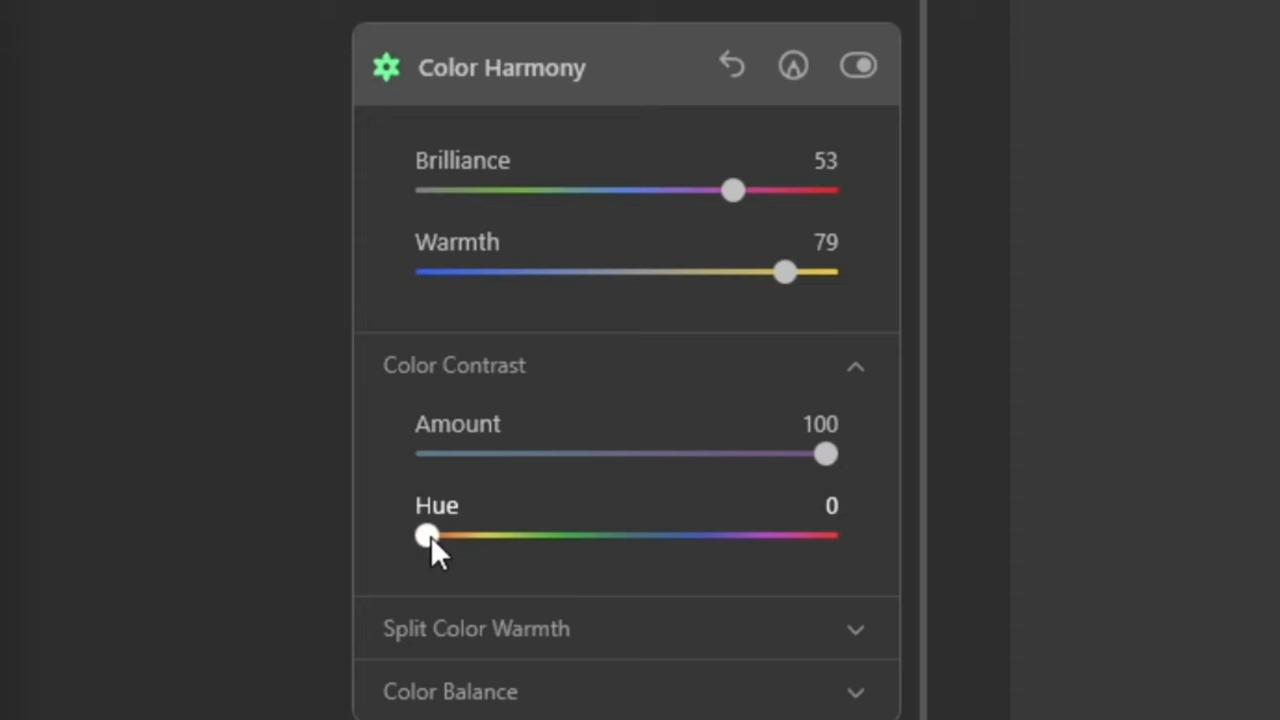 Color Harmony
Brilliance 53
Warmth 79
Color Contrast
Amount 100
Hue 0
Split Color Warmth
Color Balance